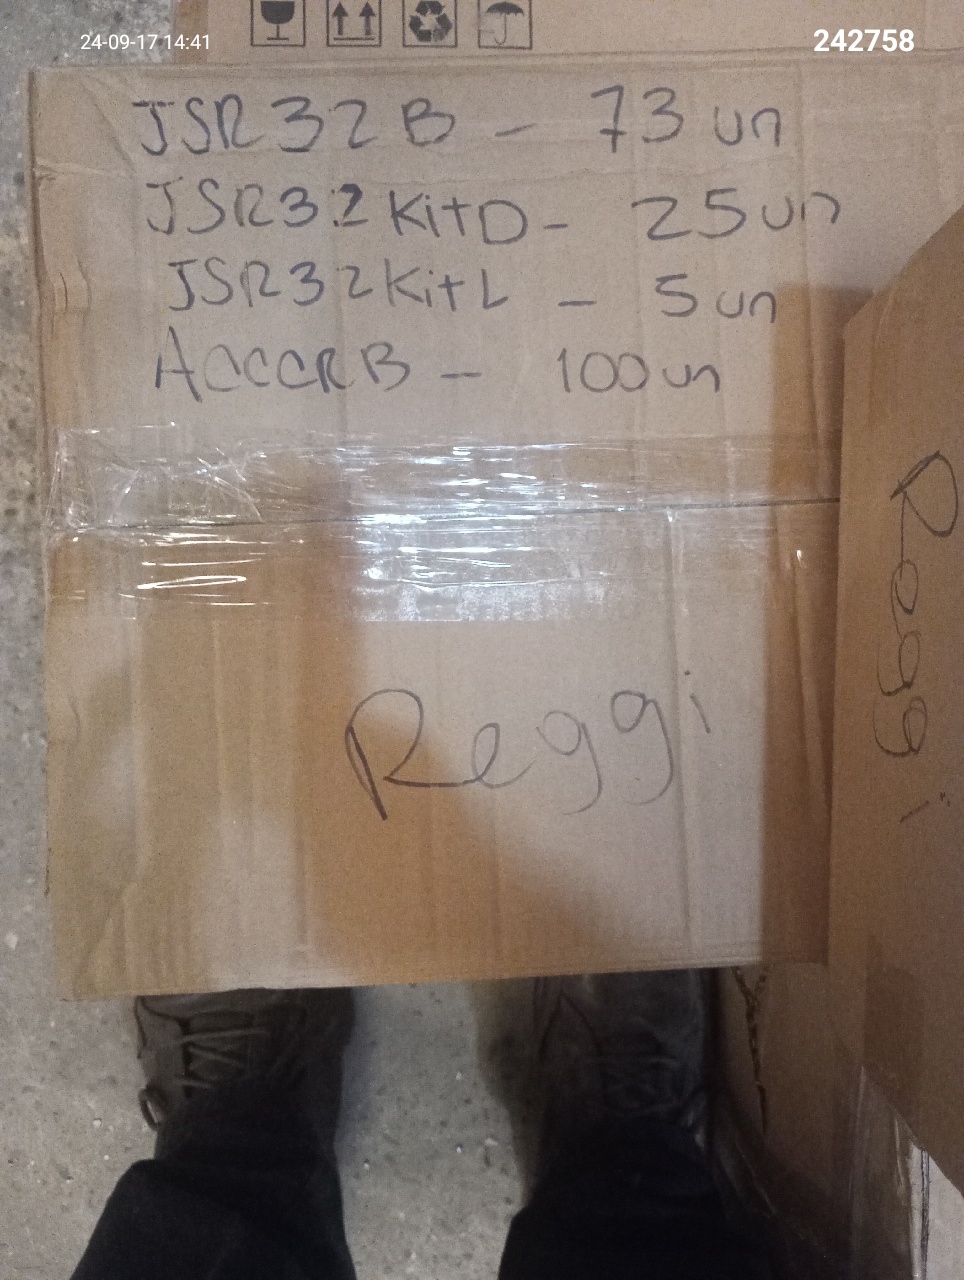 24-09-17 14:41
242758
JSR32B - 73 un
JSR32KitD - 25 un
JSR32KitL - 5 un
ACCCRB - 100 un
Reggi
Reggi